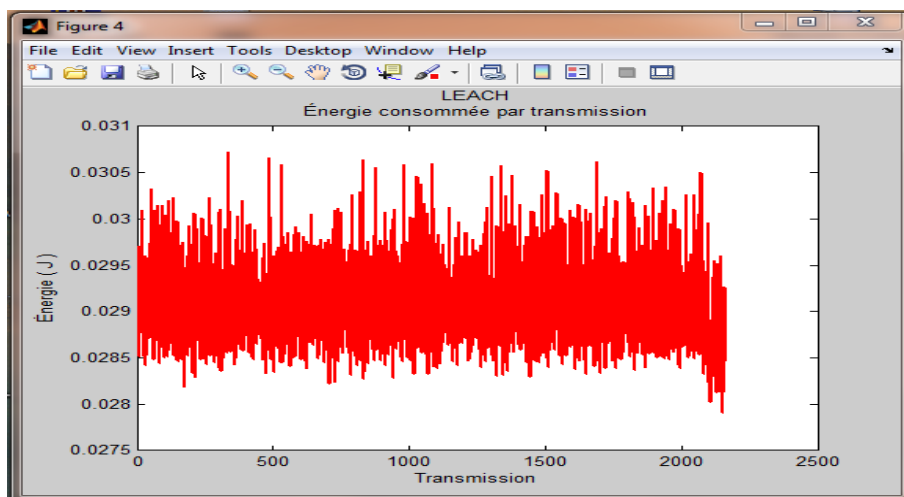 Figure 4
File Edit View Insert Tools Desktop Window Help
LEACH
Énergie consommée par transmission
0.031
0.0305
0.03
0.0295
0.029
0.0285
0.028
0.0275
Énergie ( J )
0 500 1000 1500 2000 2500
Transmission